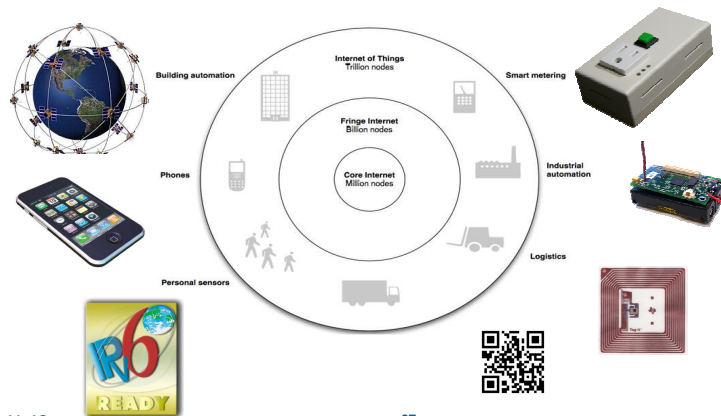 Internet of Things
Trillion nodes
Building automation
Smart metering
Fringe Internet
Billion nodes
Phones
Core Internet
Million nodes
Industrial
automation
Logistics
Personal sensors
IPv6
READY